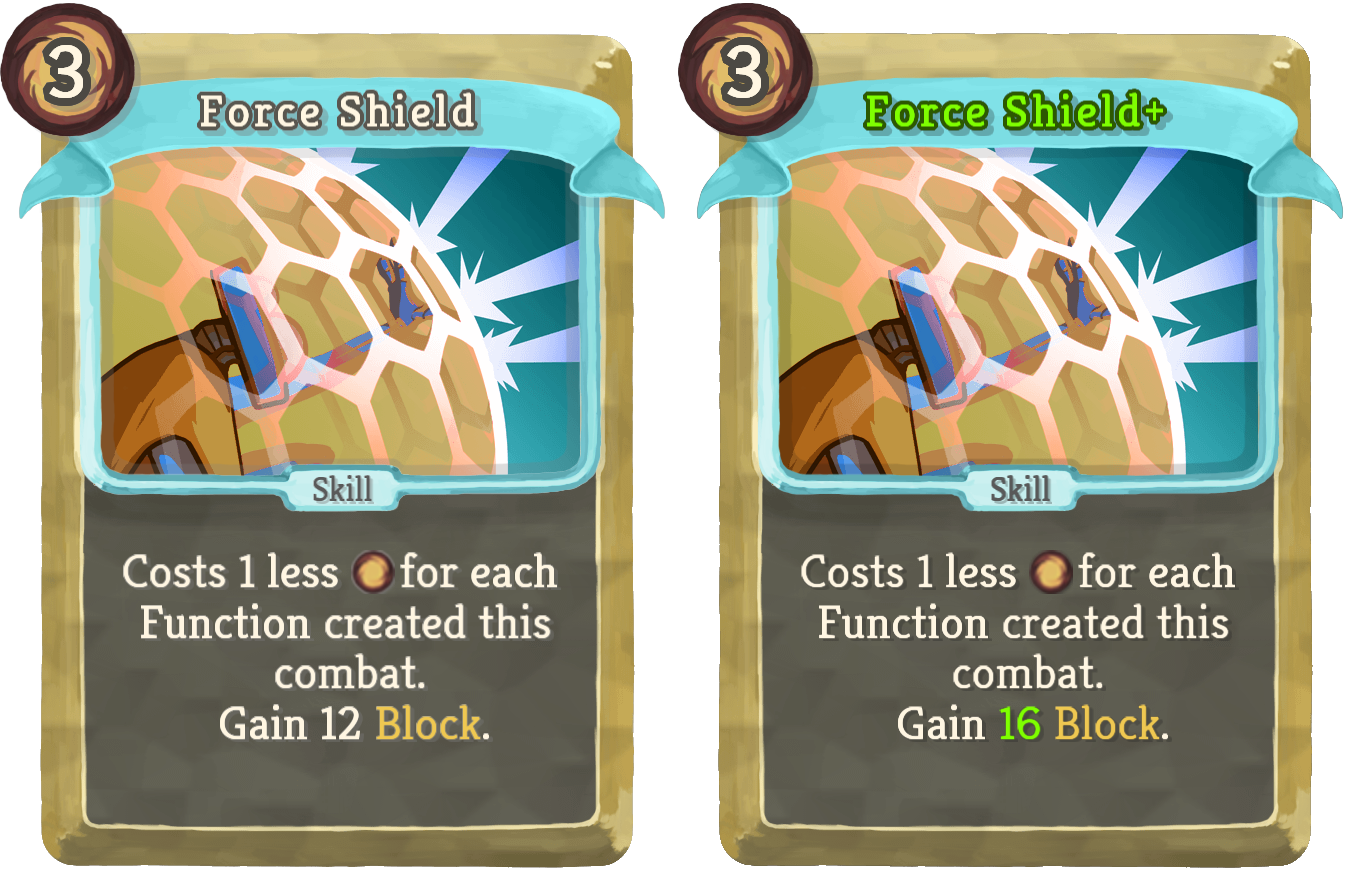 3
Force Shield
Skill
Costs 1 less for each
Function created this
combat.
Gain 12 Block.
3
Force Shield+
Skill
Costs 1 less for each
Function created this
combat.
Gain 16 Block.